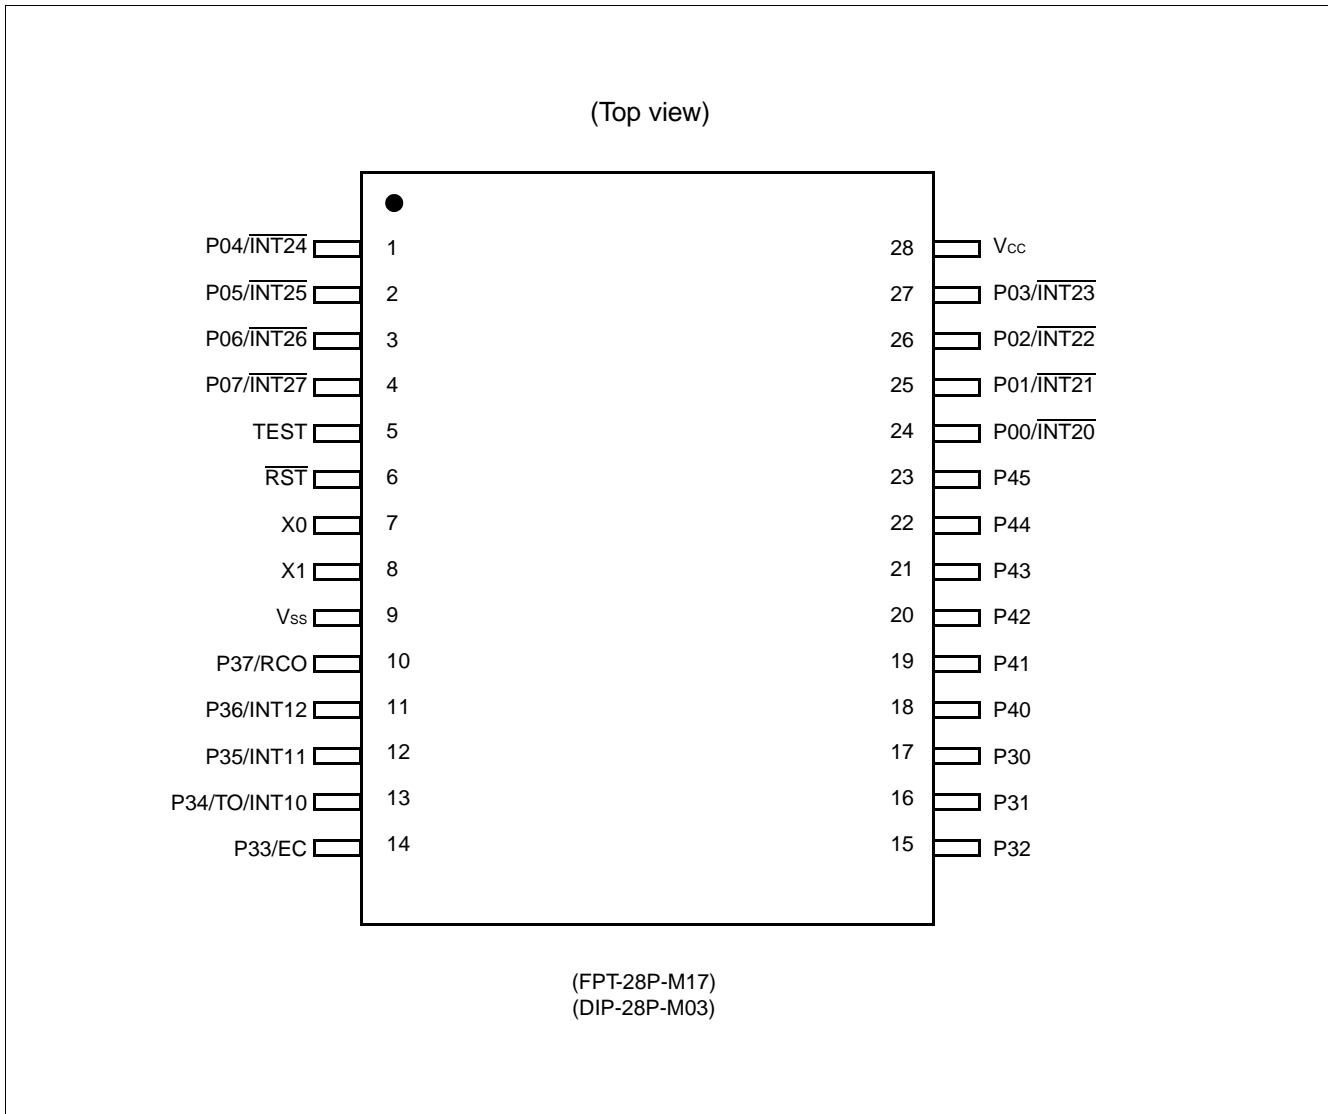 (Top view)
P04/INT24 1 28 Vcc
P05/INT25 2 27 P03/INT23
P06/INT26 3 26 P02/INT22
P07/INT27 4 25 P01/INT21
TEST 5 24 P00/INT20
RST 6 23 P45
X0 7 22 P44
X1 8 21 P43
Vss 9 20 P42
P37/RCO 10 19 P41
P36/INT12 11 18 P40
P35/INT11 12 17 P30
P34/TO/INT10 13 16 P31
P33/EC 14 15 P32
(FPT-28P-M17)
(DIP-28P-M03)